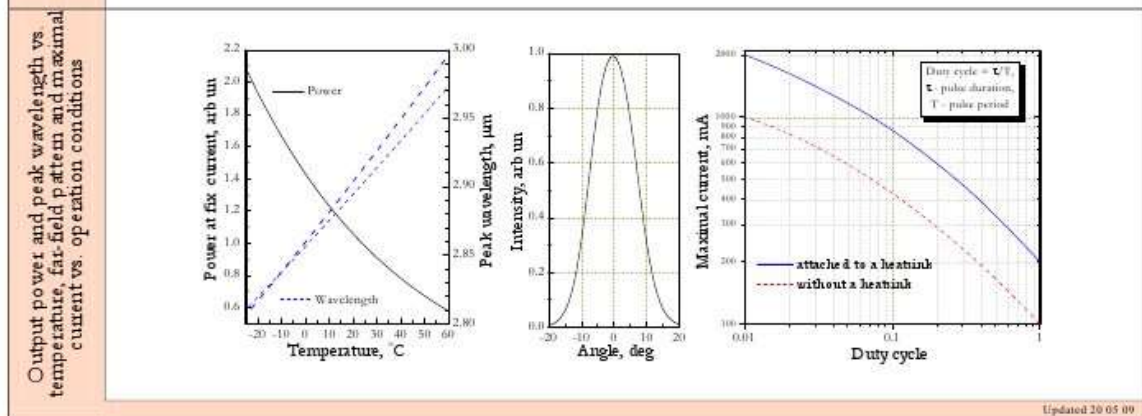 Output power and peak wavelength vs.
temperature, far-field pattern and maximal
current vs. operation conditions
Power at fix current, arb un
2.2
2.0
1.8
1.6
1.4
1.2
1.0
0.8
0.6
Power
Wavelength
-20 -10 0 10 20 30 40 50 60
Temperature, °C
3.00
2.95
2.90
2.85
2.80
Peak wavelength, μm
Intensity, arb un
1.0
0.8
0.6
0.4
0.2
0.0
-20 -10 0 10 20
Angle, deg
Maximal current, mA
2000
1000
900
800
700
600
500
400
300
200
100
Duty cycle = τ/T,
τ - pulse duration,
T - pulse period
attached to a heatsink
without a heatsink
0.01 0.1 1
Duty cycle
Updated 20 05 09